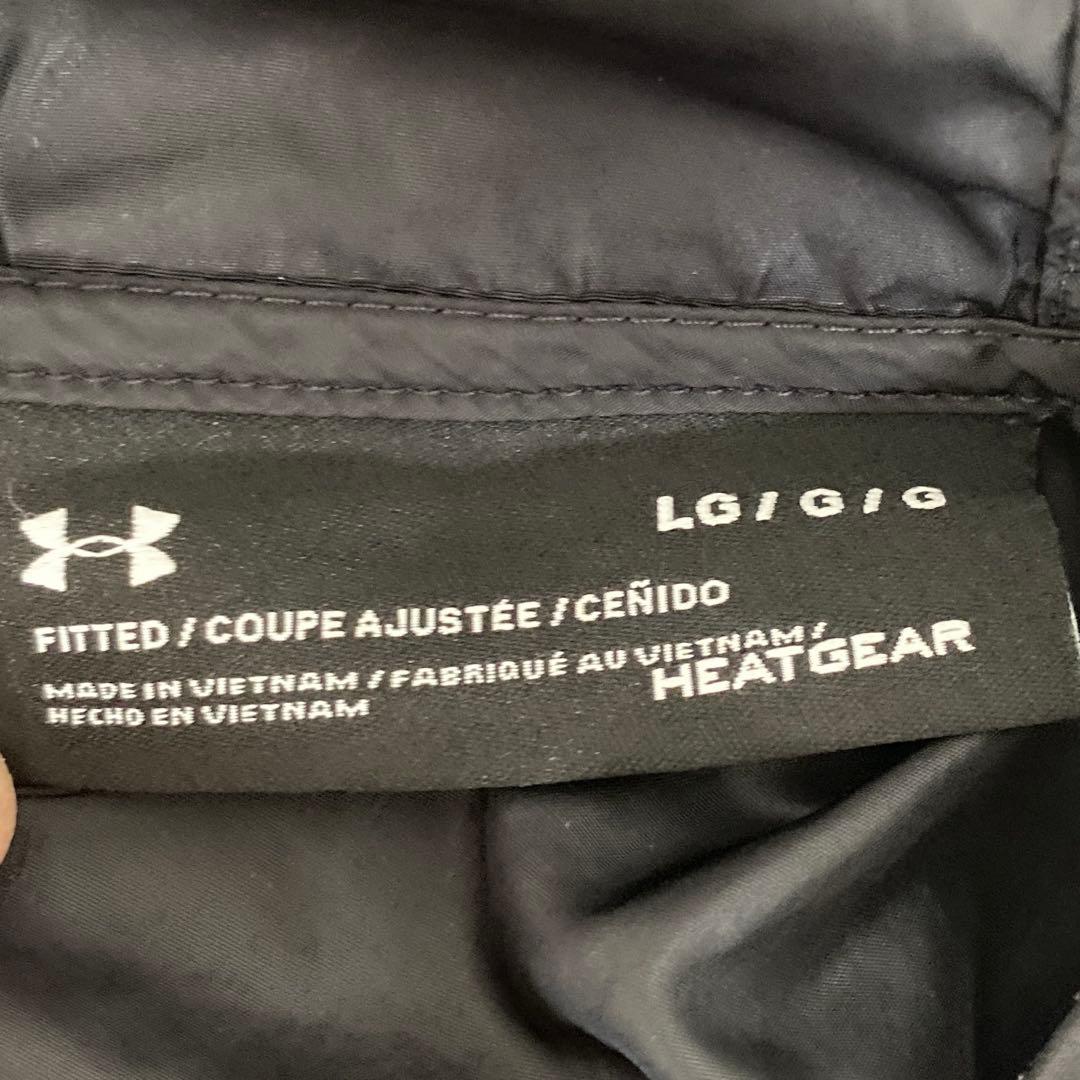 LG / G / G
FITTED / COUPE AJUSTÉE / CEÑIDO
MADE IN VIETNAM / FABRIQUÉ AU VIETNAM /
HECHO EN VIETNAM
HEATGEAR